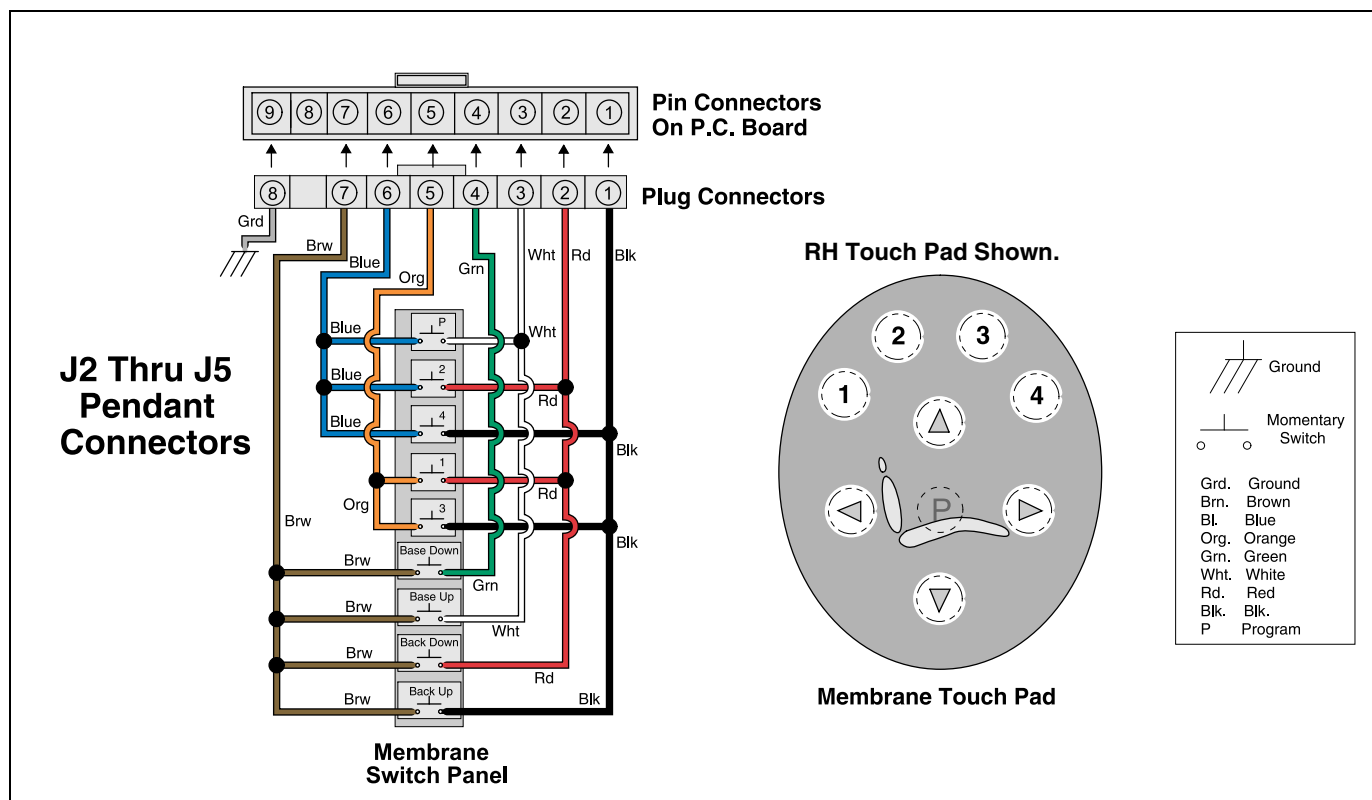 9 8 7 6 5 4 3 2 1
Pin Connectors
On P.C. Board
8 7 6 5 4 3 2 1
Plug Connectors
Grd
Brw
Blue
Org
Grn
Wht
Rd
Blk
J2 Thru J5
Pendant
Connectors
Blue
P
Wht
Blue
2
Rd
Blue
4
Blk
1
Rd
Org
3
Blk
Brw
Base Down
Brw
Grn
Base Up
Brw
Wht
Back Down
Brw
Rd
Back Up
Brw
Blk
Membrane
Switch Panel
RH Touch Pad Shown.
2 3
1 4
P
Membrane Touch Pad
Ground
Momentary
Switch
Grd. Ground
Brn. Brown
Bl. Blue
Org. Orange
Grn. Green
Wht. White
Rd. Red
Blk. Blk.
P Program